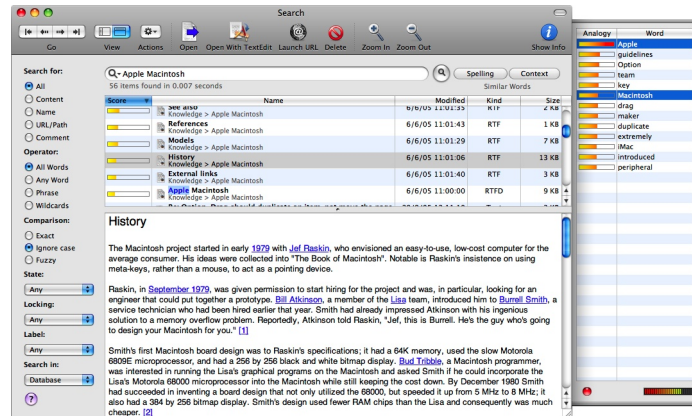 Search
Go View Actions Open Open With TextEdit Launch URL Delete Zoom In Zoom Out Show Info
Search for:
All
Content
Name
URL/Path
Comment
Operator:
All Words
Any Word
Phrase
Wildcards
Comparison:
Exact
Ignore case
Fuzzy
State:
Any
Locking:
Any
Label:
Any
Search in:
Database
?
Apple Macintosh Spelling Context
56 items found in 0.007 seconds Similar Words
Score Name Modified Kind Size
See also 6/6/05 11:01:35 RTF 2 KB
Knowledge > Apple Macintosh
References 6/6/05 11:01:43 RTF 1 KB
Knowledge > Apple Macintosh
Models 6/6/05 11:01:29 RTF 7 KB
Knowledge > Apple Macintosh
History 6/6/05 11:01:06 RTF 13 KB
Knowledge > Apple Macintosh
External links 6/6/05 11:01:40 RTF 3 KB
Knowledge > Apple Macintosh
Apple Macintosh 6/6/05 11:00:00 RTFD 9 KB
Knowledge > Apple Macintosh
History
The Macintosh project started in early 1979 with Jef Raskin, who envisioned an easy-to-use, low-cost computer for the
average consumer. His ideas were collected into "The Book of Macintosh". Notable is Raskin's insistence on using
meta-keys, rather than a mouse, to act as a pointing device.
Raskin, in September 1979, was given permission to start hiring for the project and was, in particular, looking for an
engineer that could put together a prototype. Bill Atkinson, a member of the Lisa team, introduced him to Burrell Smith, a
service technician who had been hired earlier that year. Smith had already impressed Atkinson with his ingenious
solution to a memory overflow problem. Reportedly, Atkinson told Raskin, "Jef, this is Burrell. He's the guy who's going
to design your Macintosh for you." [1]
Smith's first Macintosh board design was to Raskin's specifications; it had a 64K memory, used the slow Motorola
6809E microprocessor, and had a 256 by 256 black and white bitmap display. Bud Tribble, a Macintosh programmer,
was interested in running the Lisa's graphical programs on the Macintosh and asked Smith if he could incorporate the
Lisa's Motorola 68000 microprocessor into the Macintosh while still keeping the cost down. By December 1980 Smith
had succeeded in inventing a board design that not only utilized the 68000, but speeded it up from 5 MHz to 8 MHz; it
also had a 384 by 256 bitmap display. Smith's design used fewer RAM chips than the Lisa and consequently was much
cheaper. [2]
Analogy Word
Apple
guidelines
Option
team
key
Macintosh
drag
maker
duplicate
extremely
iMac
introduced
peripheral